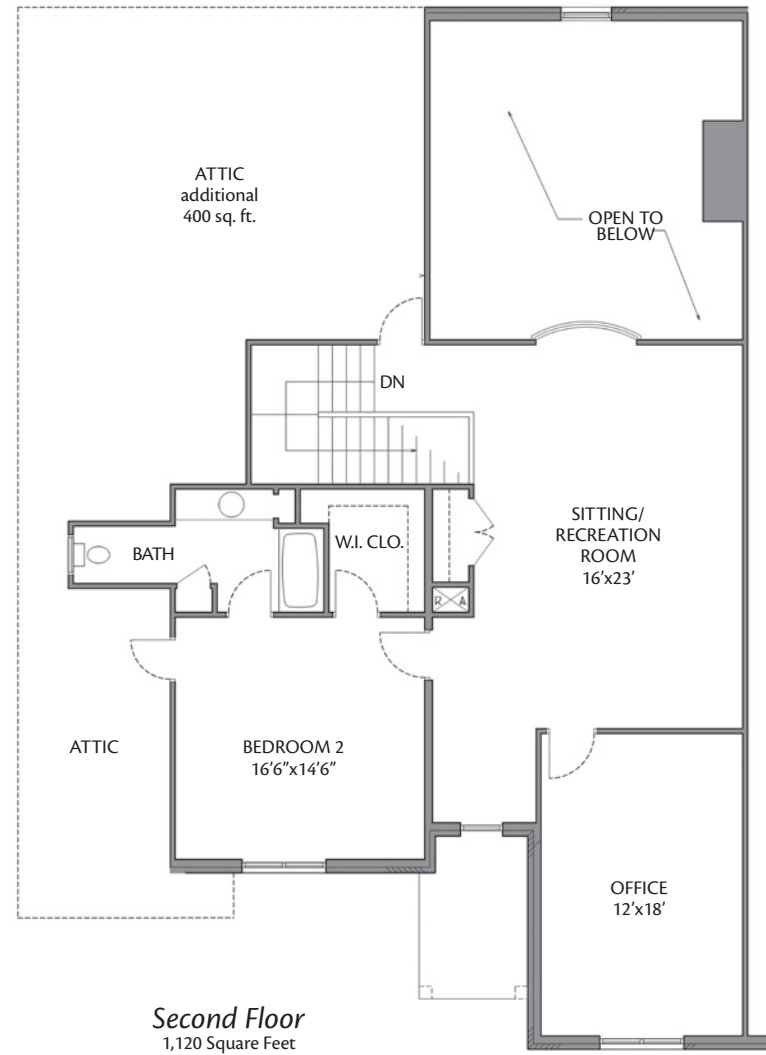 ATTIC
additional
400 sq. ft.
OPEN TO
BELOW
DN
SITTING/
RECREATION
ROOM
16’x23’
BATH
W.I. CLO.
R A
ATTIC
BEDROOM 2
16’6”x14’6”
OFFICE
12’x18’
Second Floor
1,120 Square Feet